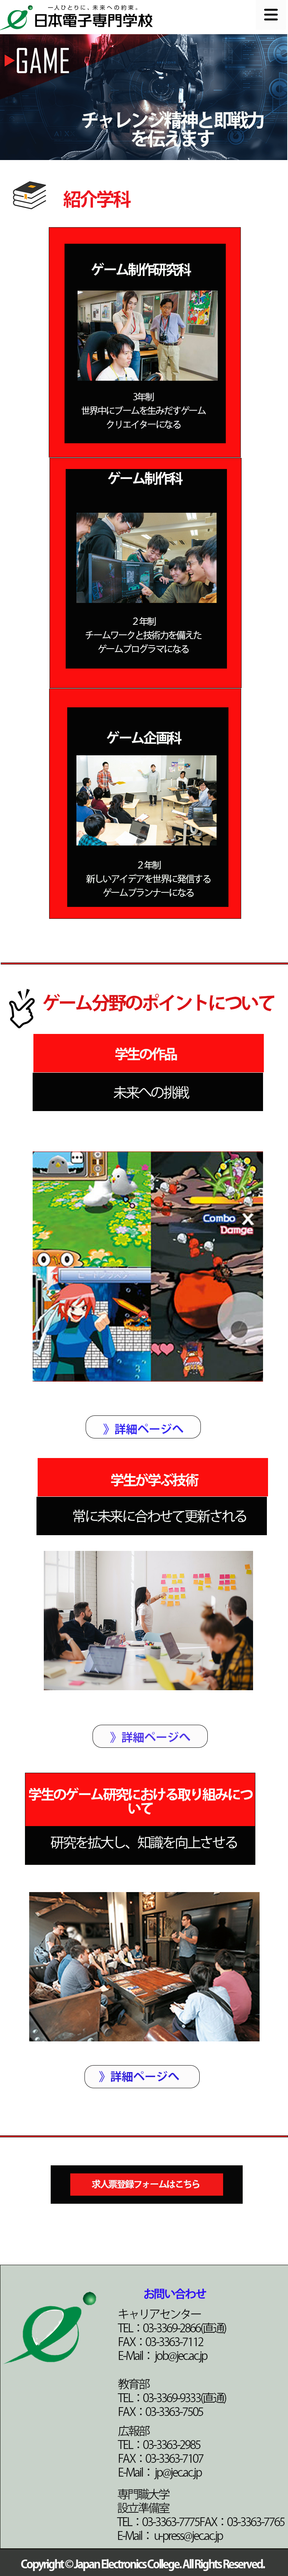 一人ひとりに、未来への約束。
日本電子専門学校
GAME
チャレンジ精神と即戦力
を伝えます
紹介学科
ゲーム制作研究科
3年制
世界中にブームを生みだすゲーム
クリエイターになる
ゲーム制作科
２年制
チームワークと技術力を備えた
ゲームプログラマになる
ゲーム企画科
２年制
新しいアイデアを世界に発信する
ゲームプランナーになる
ゲーム分野のポイントについて
学生の作品
未来への挑戦
Combo X
Damge
》詳細ページへ
学生が学ぶ技術
常に未来に合わせて更新される
》詳細ページへ
学生のゲーム研究における取り組みにつ
いて
研究を拡大し、知識を向上させる
》詳細ページへ
求人票登録フォームはこちら
お問い合わせ
キャリアセンター
TEL：03-3369-2866(直通)
FAX：03-3363-7112
E-Mail： job@jec.ac.jp
教育部
TEL：03-3369-9333(直通)
FAX：03-3363-7505
広報部
TEL：03-3363-2985
FAX：03-3363-7107
E-Mail： jp@jec.ac.jp
専門職大学
設立準備室
TEL：03-3363-7775FAX：03-3363-7765
E-Mail： u-press@jec.ac.jp
Copyright © Japan Electronics College. All Rights Reserved.